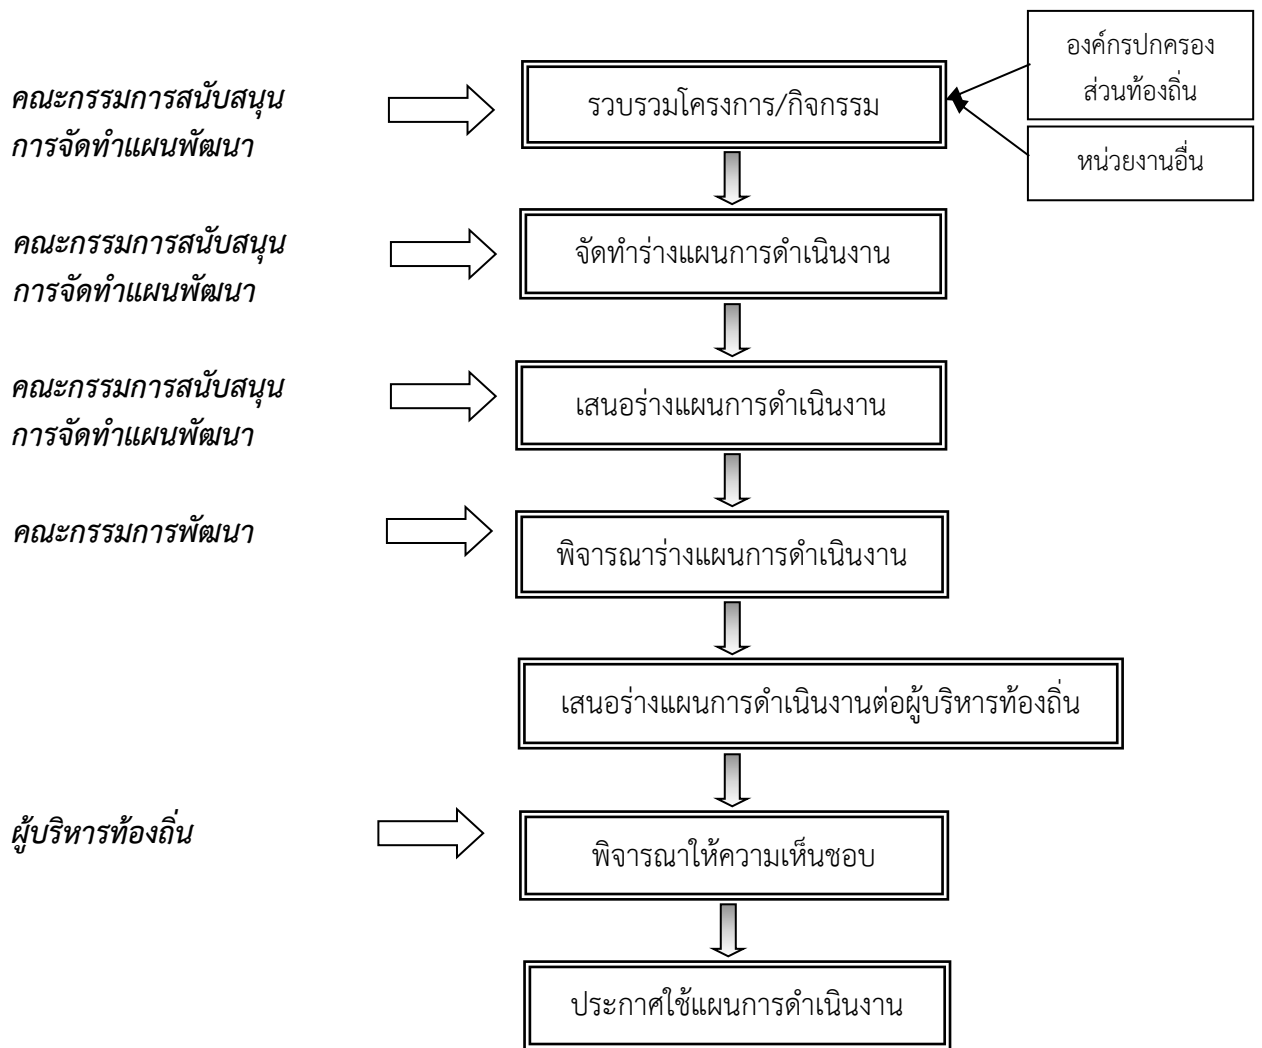 องค์กรปกครอง
ส่วนท้องถิ่น
คณะกรรมการสนับสนุน
การจัดทำแผนพัฒนา
รวบรวมโครงการ/กิจกรรม
หน่วยงานอื่น
คณะกรรมการสนับสนุน
การจัดทำแผนพัฒนา
จัดทำร่างแผนการดำเนินงาน
คณะกรรมการสนับสนุน
การจัดทำแผนพัฒนา
เสนอร่างแผนการดำเนินงาน
คณะกรรมการพัฒนา
พิจารณาร่างแผนการดำเนินงาน
เสนอร่างแผนการดำเนินงานต่อผู้บริหารท้องถิ่น
ผู้บริหารท้องถิ่น
พิจารณาให้ความเห็นชอบ
ประกาศใช้แผนการดำเนินงาน